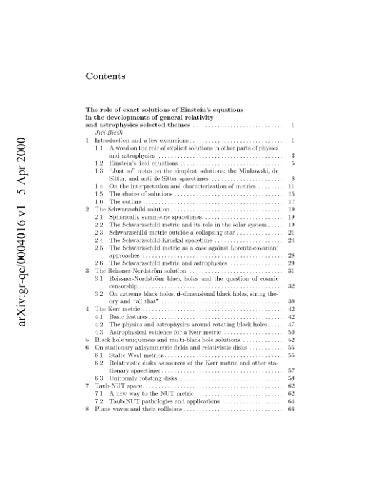 arXiv:gr-qc/0004016 v1 5 Apr 2000
Contents
The role of exact solutions of Einstein's equations
in the developments of general relativity
and astrophysics selected themes 1
Jiří Bičák
1 Introduction and a few excursions 1
1.1 A word on the role of explicit solutions in other parts of physics
and astrophysics 3
1.2 Einstein's field equations 5
1.3 "Just so" notes on the simplest solutions: the Minkowski, de
Sitter, and anti-de Sitter spacetimes 8
1.4 On the interpretation and characterization of metrics 11
1.5 The choice of solutions 15
1.6 The outline 17
2 The Schwarzschild solution 19
2.1 Spherically symmetric spacetimes 19
2.2 The Schwarzschild metric and its role in the solar system 19
2.3 Schwarzschild metric outside a collapsing star 21
2.4 The Schwarzschild-Kruskal spacetime 24
2.5 The Schwarzschild metric as a case against Lorentz-covariant
approaches 28
2.6 The Schwarzschild metric and astrophysics 29
3 The Reissner-Nordström solution 31
3.1 Reissner-Nordström black holes and the question of cosmic
censorship 32
3.2 On extreme black holes, d-dimensional black holes, string the-
ory and "all that" 39
4 The Kerr metric 42
4.1 Basic features 42
4.2 The physics and astrophysics around rotating black holes 47
4.3 Astrophysical evidence for a Kerr metric 50
5 Black hole uniqueness and multi-black hole solutions 52
6 On stationary axisymmetric fields and relativistic disks 55
6.1 Static Weyl metrics 55
6.2 Relativistic disks as sources of the Kerr metric and other sta-
tionary spacetimes 57
6.3 Uniformly rotating disks 59
7 Taub-NUT space 62
7.1 A new way to the NUT metric 62
7.2 Taub-NUT pathologies and applications 64
8 Plane waves and their collisions 66